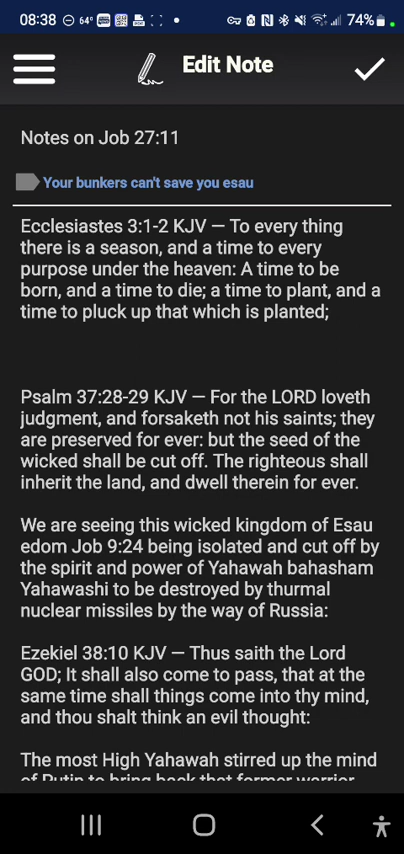 08:38 64° 74%
Edit Note
Notes on Job 27:11
Your bunkers can't save you esau
Ecclesiastes 3:1-2 KJV — To every thing
there is a season, and a time to every
purpose under the heaven: A time to be
born, and a time to die; a time to plant, and a
time to pluck up that which is planted;
Psalm 37:28-29 KJV — For the LORD loveth
judgment, and forsaketh not his saints; they
are preserved for ever: but the seed of the
wicked shall be cut off. The righteous shall
inherit the land, and dwell therein for ever.
We are seeing this wicked kingdom of Esau
edom Job 9:24 being isolated and cut off by
the spirit and power of Yahawah bahasham
Yahawashi to be destroyed by thurmal
nuclear missiles by the way of Russia:
Ezekiel 38:10 KJV — Thus saith the Lord
GOD; It shall also come to pass, that at the
same time shall things come into thy mind,
and thou shalt think an evil thought:
The most High Yahawah stirred up the mind
of Putin to bring back that former warrior